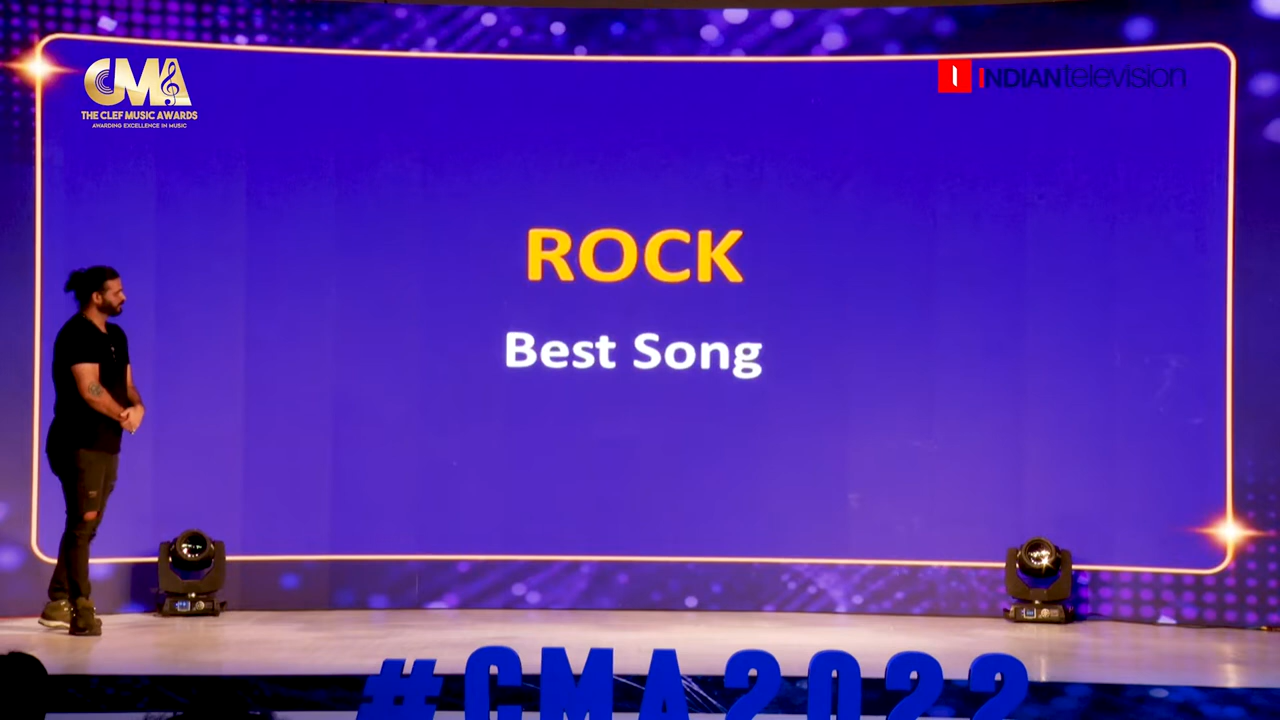 CMA
THE CLEF MUSIC AWARDS
AWARDING EXCELLENCE IN MUSIC
INDIANtelevision
ROCK
Best Song
#CMA2022